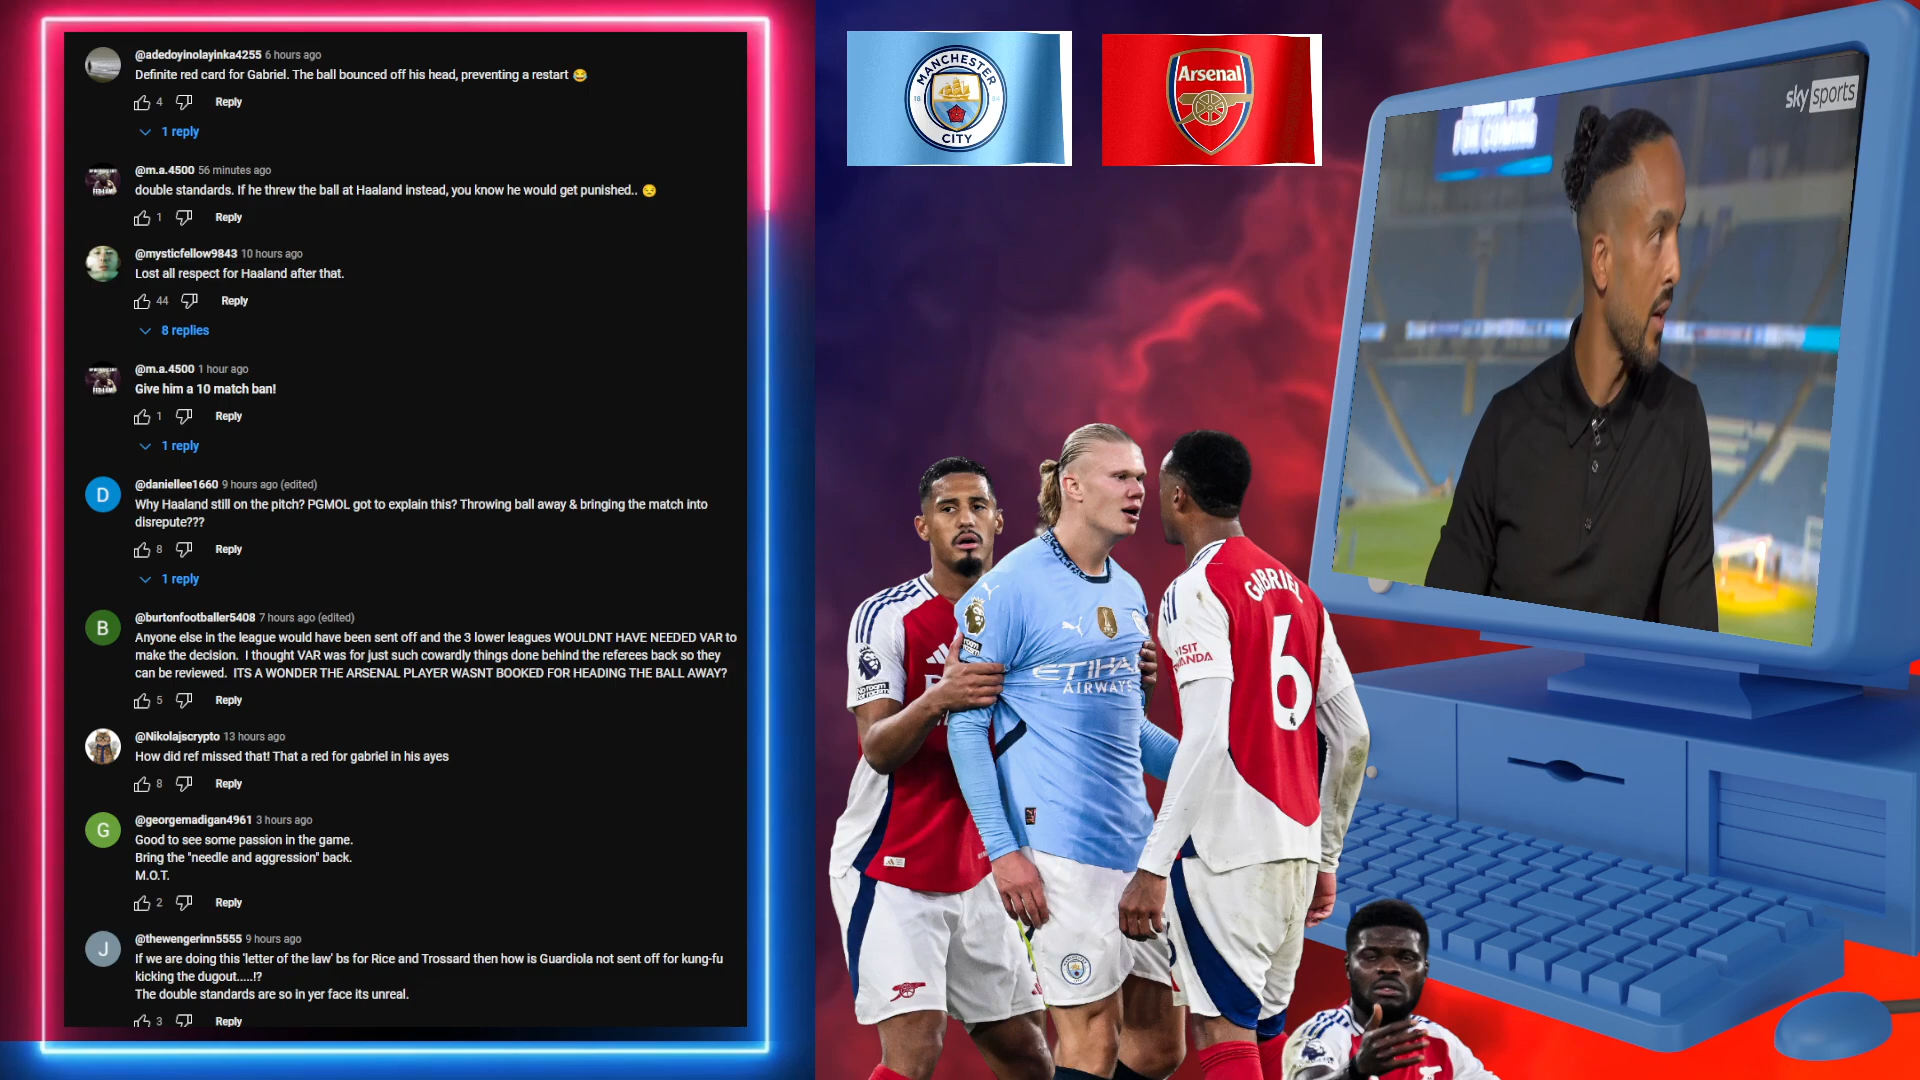 @adedoyinolayinka4255 6 hours ago
Definite red card for Gabriel. The ball bounced off his head, preventing a restart 😂
4 Reply
1 reply
@m.a.4500 56 minutes ago
double standards. If he threw the ball at Haaland instead, you know he would get punished.. 😒
1 Reply
@mysticfellow9843 10 hours ago
Lost all respect for Haaland after that.
44 Reply
8 replies
@m.a.4500 1 hour ago
Give him a 10 match ban!
1 Reply
1 reply
D
@daniellee1660 9 hours ago (edited)
Why Haaland still on the pitch? PGMOL got to explain this? Throwing ball away & bringing the match into
disrepute???
8 Reply
1 reply
B
@burtonfootballer5408 7 hours ago (edited)
Anyone else in the league would have been sent off and the 3 lower leagues WOULDNT HAVE NEEDED VAR to
make the decision. I thought VAR was for just such cowardly things done behind the referees back so they
can be reviewed. ITS A WONDER THE ARSENAL PLAYER WASNT BOOKED FOR HEADING THE BALL AWAY?
5 Reply
@Nikolajscrypto 13 hours ago
How did ref missed that! That a red for gabriel in his ayes
8 Reply
G
@georgemadigan4961 3 hours ago
Good to see some passion in the game.
Bring the "needle and aggression" back.
M.O.T.
2 Reply
J
@thewengerinn5555 9 hours ago
If we are doing this 'letter of the law' bs for Rice and Trossard then how is Guardiola not sent off for kung-fu
kicking the dugout.....!?
The double standards are so in yer face its unreal.
3 Reply
MANCHESTER
18
CITY
Arsenal
sky sports
GABRIEL
6
VISIT
ETIHA
AIRWAYS